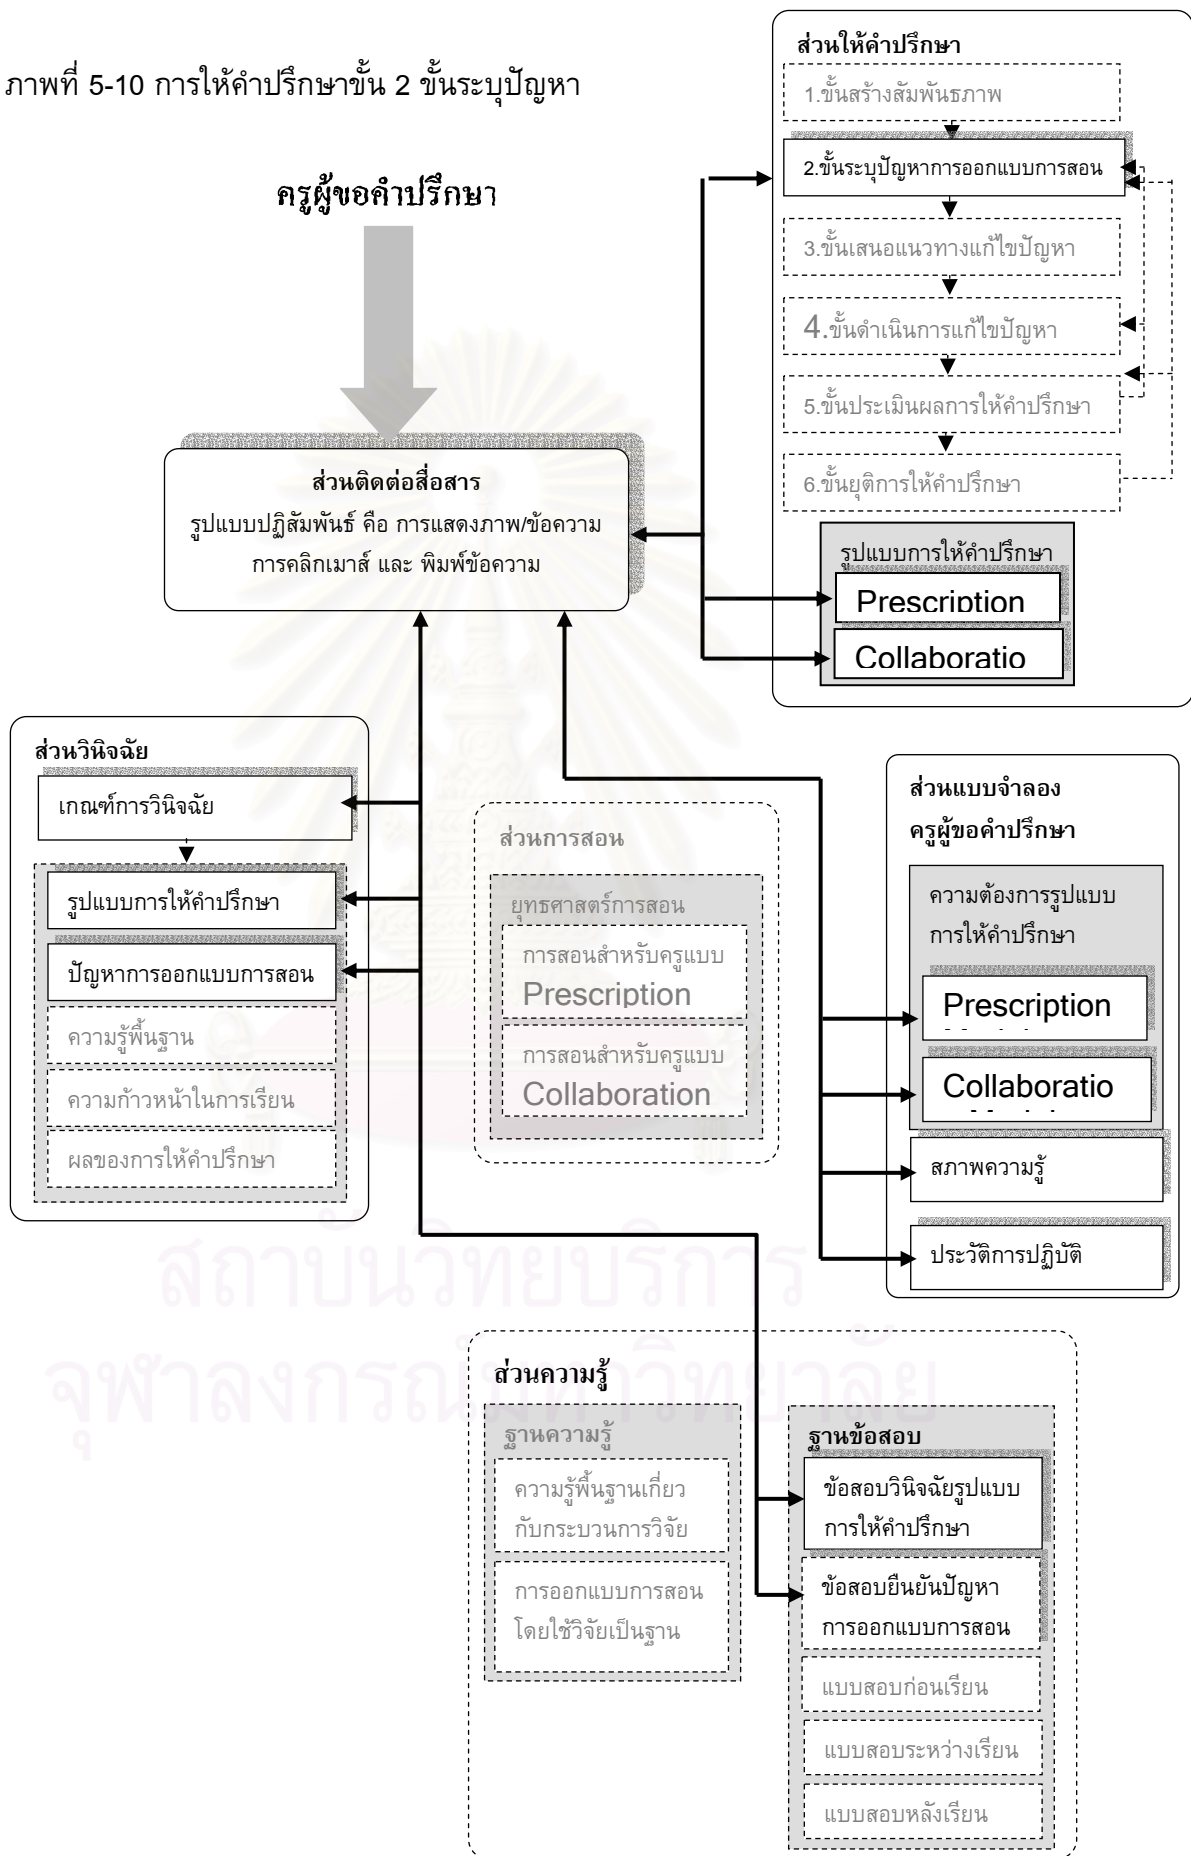 ภาพที่ 5-10 การให้คำปรึกษาขั้น 2 ขั้นระบุปัญหา
ครูผู้ขอคำปรึกษา
ส่วนให้คำปรึกษา
1.ขั้นสร้างสัมพันธภาพ
2.ขั้นระบุปัญหาการออกแบบการสอน
3.ขั้นเสนอแนวทางแก้ไขปัญหา
4.ขั้นดำเนินการแก้ไขปัญหา
5.ขั้นประเมินผลการให้คำปรึกษา
6.ขั้นยุติการให้คำปรึกษา
รูปแบบการให้คำปรึกษา
Prescription
Collaboratio
ส่วนติดต่อสื่อสาร
รูปแบบปฏิสัมพันธ์ คือ การแสดงภาพ/ข้อความ
การคลิกเมาส์ และ พิมพ์ข้อความ
ส่วนวินิจฉัย
เกณฑ์การวินิจฉัย
รูปแบบการให้คำปรึกษา
ปัญหาการออกแบบการสอน
ความรู้พื้นฐาน
ความก้าวหน้าในการเรียน
ผลของการให้คำปรึกษา
ส่วนการสอน
ยุทธศาสตร์การสอน
การสอนสำหรับครูแบบ
Prescription
การสอนสำหรับครูแบบ
Collaboration
ส่วนแบบจำลอง
ครูผู้ขอคำปรึกษา
ความต้องการรูปแบบ
การให้คำปรึกษา
Prescription
Collaboratio
สภาพความรู้
ประวัติการปฏิบัติ
สถาบันวิทยบริการ
จุฬาลงกรณ์มหาวิทยาลัย
ส่วนความรู้
ฐานความรู้
ความรู้พื้นฐานเกี่ยว
กับกระบวนการวิจัย
การออกแบบการสอน
โดยใช้วิจัยเป็นฐาน
ฐานข้อสอบ
ข้อสอบวินิจฉัยรูปแบบ
การให้คำปรึกษา
ข้อสอบยืนยันปัญหา
การออกแบบการสอน
แบบสอบก่อนเรียน
แบบสอบระหว่างเรียน
แบบสอบหลังเรียน